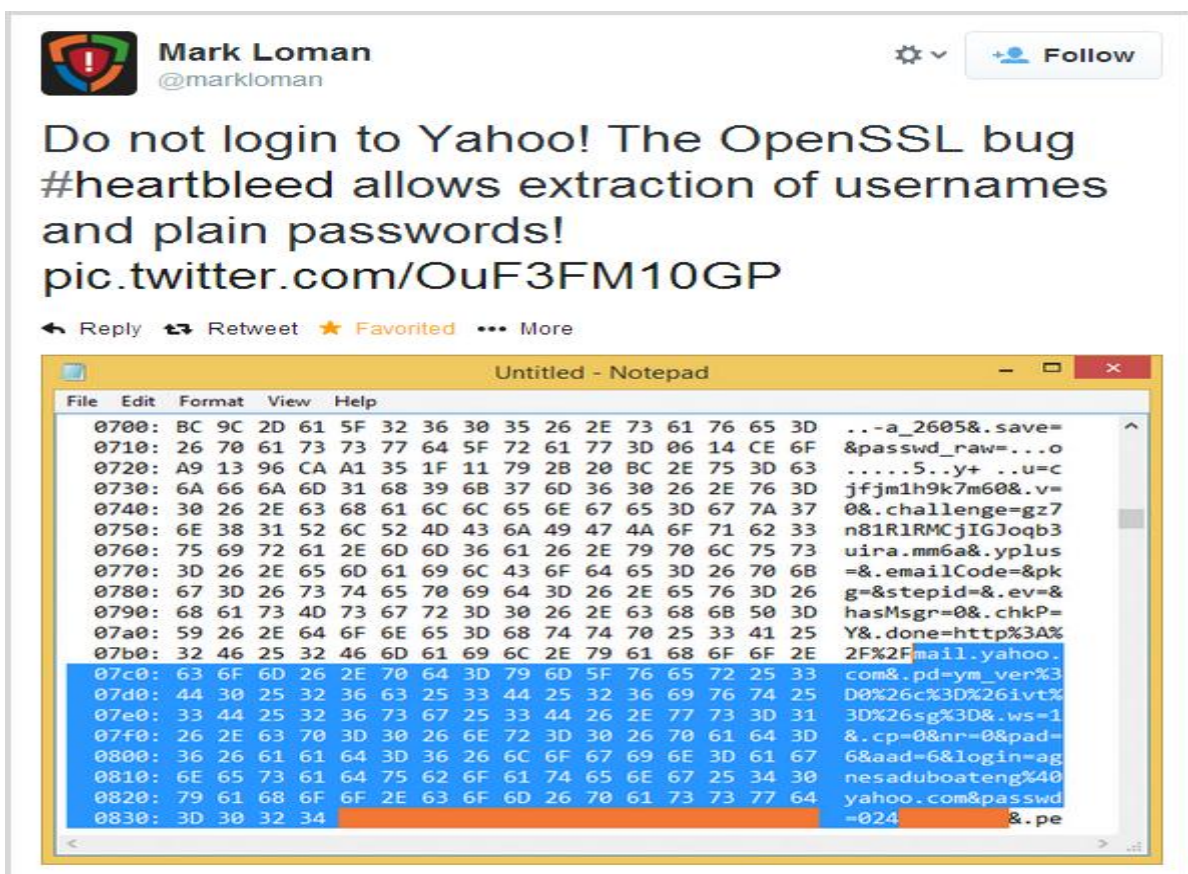 Mark Loman
@markloman
Follow
Do not login to Yahoo! The OpenSSL bug
#heartbleed allows extraction of usernames
and plain passwords!
pic.twitter.com/OuF3FM10GP
Reply Retweet Favorited More
Untitled - Notepad
File Edit Format View Help
0700: BC 9C 2D 61 5F 32 36 30 35 26 2E 73 61 76 65 3D ..-a_2605&.save=
0710: 26 70 61 73 73 77 64 5F 72 61 77 3D 06 14 CE 6F &passwd_raw=...o
0720: A9 13 96 CA A1 35 1F 11 79 2B 20 BC 2E 75 3D 63 .....5..y+ ..u=c
0730: 6A 66 6A 6D 31 68 39 6B 37 6D 36 30 26 2E 76 3D jfjm1h9k7m60&.v=
0740: 30 26 2E 63 68 61 6C 6C 65 6E 67 65 3D 67 7A 37 0&.challenge=gz7
0750: 6E 38 31 52 6C 52 4D 43 6A 49 47 4A 6F 71 62 33 n81RlRMCjIGJoqb3
0760: 75 69 72 61 2E 6D 6D 36 61 26 2E 79 70 6C 75 73 uira.mm6a&.yplus
0770: 3D 26 2E 65 6D 61 69 6C 43 6F 64 65 3D 26 70 6B =&.emailCode=&pk
0780: 67 3D 26 73 74 65 70 69 64 3D 26 2E 65 76 3D 26 g=&stepid=&.ev=&
0790: 68 61 73 4D 73 67 72 3D 30 26 2E 63 68 6B 50 3D hasMsgr=0&.chkP=
07a0: 59 26 2E 64 6F 6E 65 3D 68 74 74 70 25 33 41 25 Y&.done=http%3A%
07b0: 32 46 25 32 46 6D 61 69 6C 2E 79 61 68 6F 6F 2E 2F%2Fmail.yahoo.
07c0: 63 6F 6D 26 2E 70 64 3D 79 6D 5F 76 65 72 25 33 com&.pd=ym_ver%3
07d0: 44 30 25 32 36 63 25 33 44 25 32 36 69 76 74 25 D0%26c%3D%26ivt%
07e0: 33 44 25 32 36 73 67 25 33 44 26 2E 77 73 3D 31 3D%26sg%3D&.ws=1
07f0: 26 2E 63 70 3D 30 26 6E 72 3D 30 26 70 61 64 3D &.cp=0&nr=0&pad=
0800: 36 26 61 61 64 3D 36 26 6C 6F 67 69 6E 3D 61 67 6&aad=6&login=ag
0810: 6E 65 73 61 64 75 62 6F 61 74 65 6E 67 25 34 30 nesaduboateng%40
0820: 79 61 68 6F 6F 2E 63 6F 6D 26 70 61 73 73 77 64 yahoo.com&passwd
0830: 3D 30 32 34 =024 &.pe